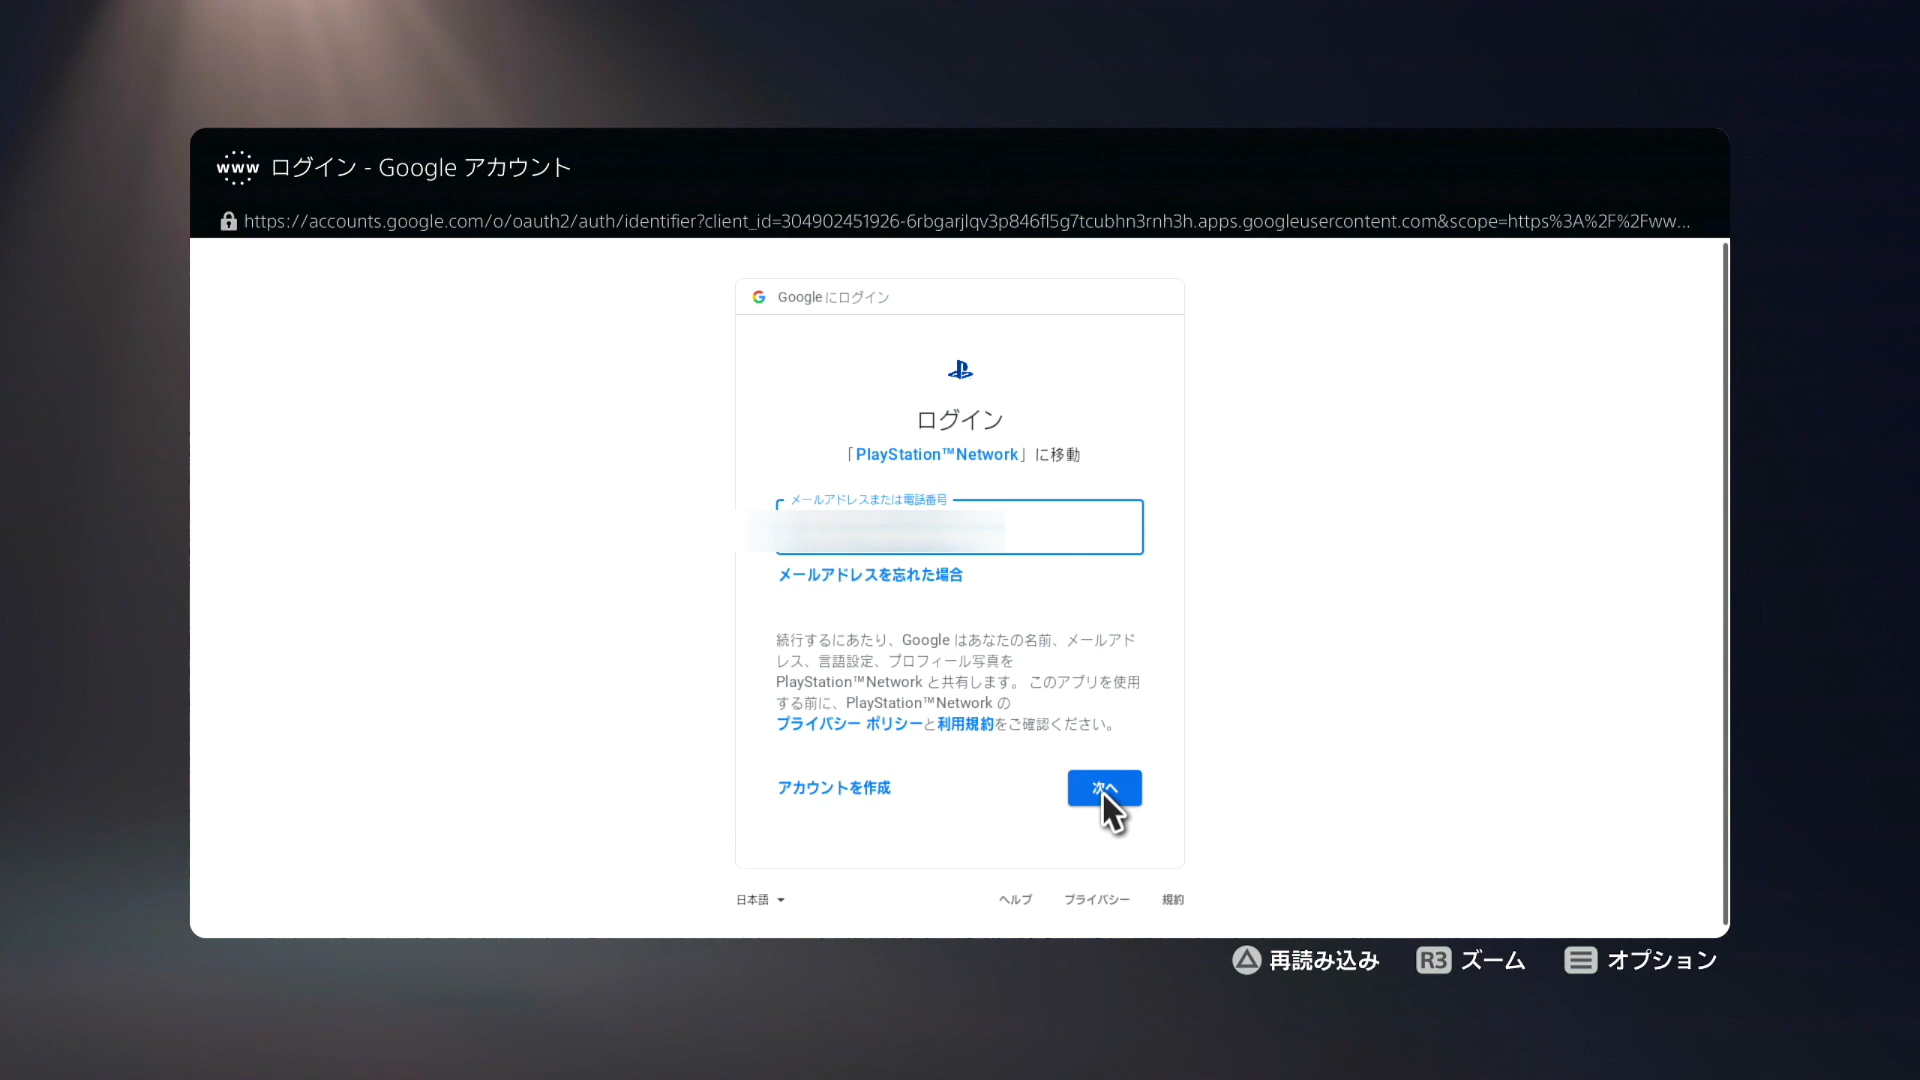 www ログイン - Google アカウント
https://accounts.google.com/o/oauth2/auth/identifier?client_id=304902451926-6rbgarjlqv3p846fl5g7tcubhn3rnh3h.apps.googleusercontent.com&scope=https%3A%2F%2Fww...
Google にログイン
ログイン
「PlayStation™Network」に移動
メールアドレスまたは電話番号
メールアドレスを忘れた場合
続行するにあたり、Google はあなたの名前、メールアド
レス、言語設定、プロフィール写真を
PlayStation™Network と共有します。 このアプリを使用
する前に、PlayStation™Network の
プライバシー ポリシーと利用規約をご確認ください。
アカウントを作成
次へ
日本語
ヘルプ
プライバシー
規約
再読み込み
R3 ズーム
オプション